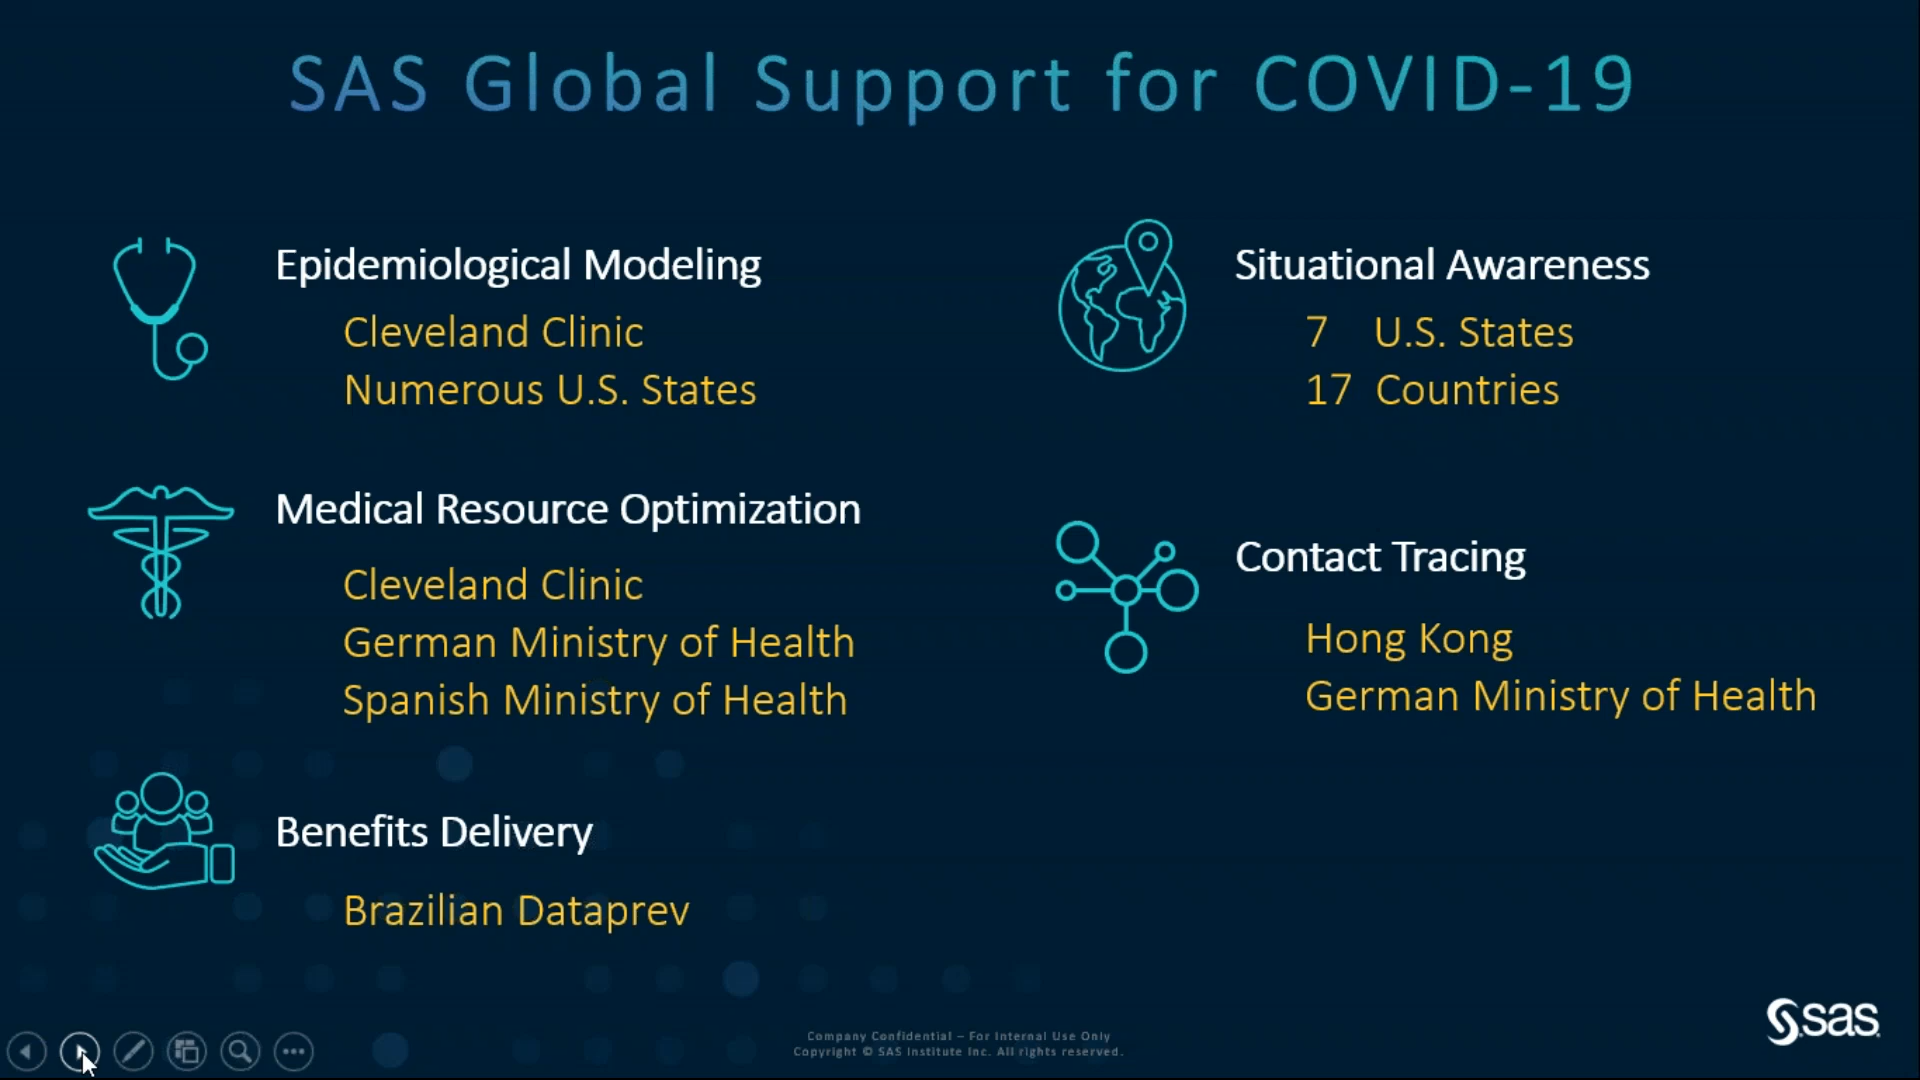 SAS Global Support for COVID-19
Epidemiological Modeling
Cleveland Clinic
Numerous U.S. States
Medical Resource Optimization
Cleveland Clinic
German Ministry of Health
Spanish Ministry of Health
Benefits Delivery
Brazilian Dataprev
Situational Awareness
7 U.S. States
17 Countries
Contact Tracing
Hong Kong
German Ministry of Health
Company Confidential – For Internal Use Only
Copyright © SAS Institute Inc. All rights reserved.
sas